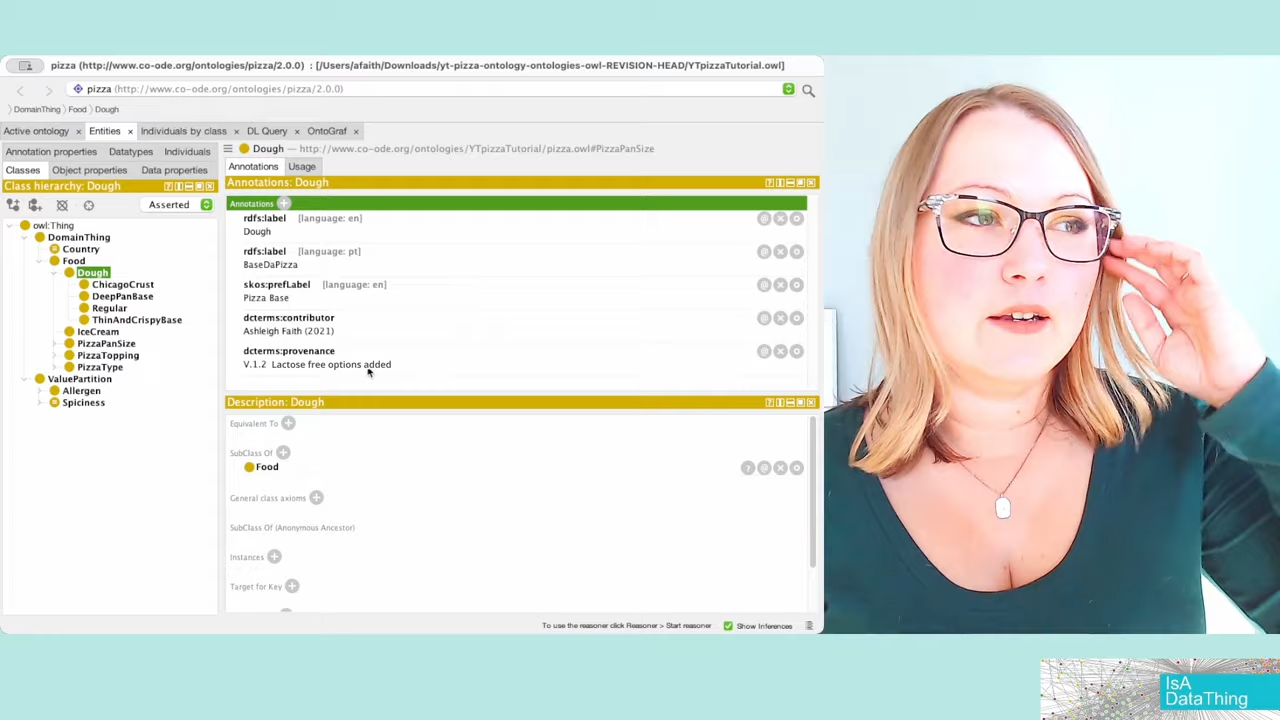 pizza (http://www.co-ode.org/ontologies/pizza/2.0.0) : [/Users/afaith/Downloads/yt-pizza-ontology-ontologies-owl-REVISION-HEAD/YTpizzaTutorial.owl]
pizza (http://www.co-ode.org/ontologies/pizza/2.0.0)
DomainThing Food Dough
Active ontology × Entities × Individuals by class × DL Query × OntoGraf ×
Annotation properties Datatypes Individuals
Classes Object properties Data properties
Class hierarchy: Dough
Asserted
owl:Thing
DomainThing
Country
Food
Dough
ChicagoCrust
DeepPanBase
Regular
ThinAndCrispyBase
IceCream
PizzaPanSize
PizzaTopping
PizzaType
ValuePartition
Allergen
Spiciness
Dough — http://www.co-ode.org/ontologies/YTpizzaTutorial/pizza.owl#PizzaPanSize
Annotations Usage
Annotations: Dough
Annotations
rdfs:label [language: en]
Dough
rdfs:label [language: pt]
BaseDaPizza
skos:prefLabel [language: en]
Pizza Base
dcterms:contributor
Ashleigh Faith (2021)
dcterms:provenance
V.1.2 Lactose free options added
Description: Dough
Equivalent To
SubClass Of
Food
General class axioms
SubClass Of (Anonymous Ancestor)
Instances
Target for Key
To use the reasoner click Reasoner > Start reasoner Show Inferences
IsA
DataThing